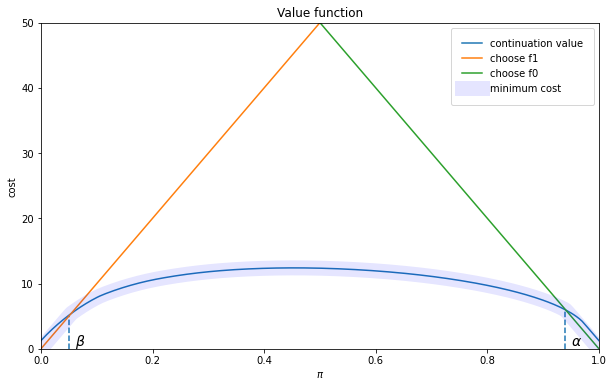 Value function
50
40
30
20
10
0
cost
continuation value
choose f1
choose f0
minimum cost
β
α
0.0 0.2 0.4 0.6 0.8 1.0
π